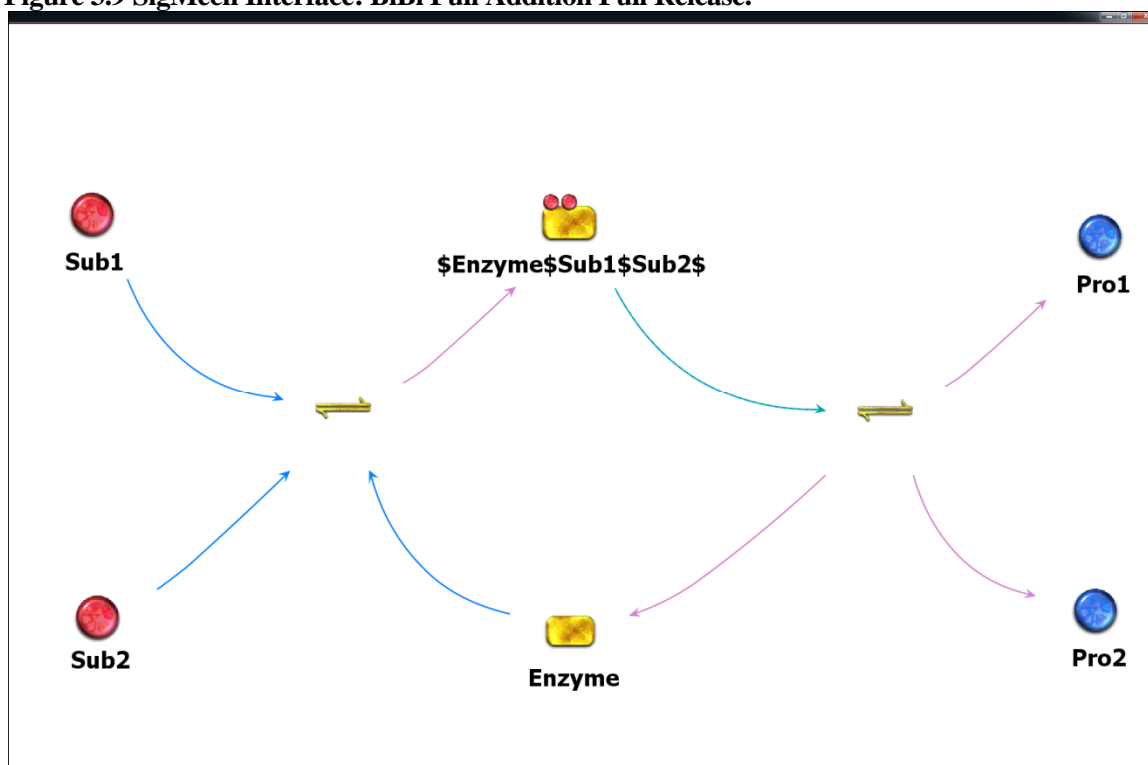 Figure 3.9 SigMech Interface: BiBi Full Addition Full Release.
Sub1
$Enzyme$Sub1$Sub2$
Pro1
Sub2
Enzyme
Pro2